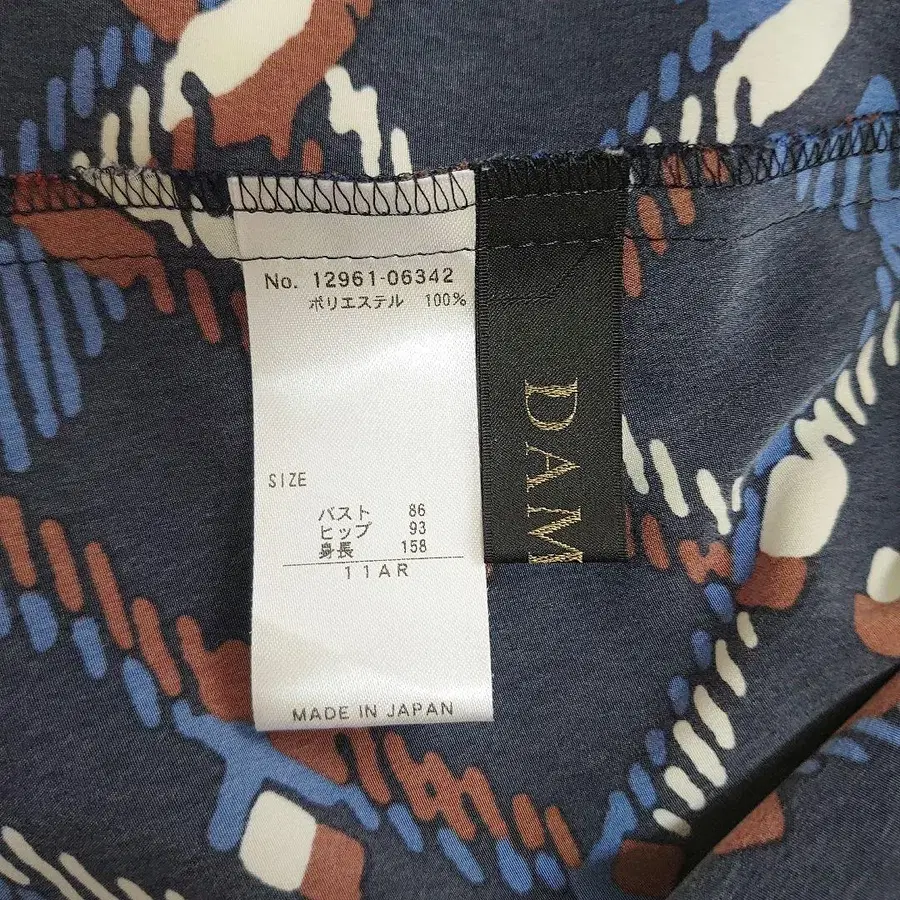 No. 12961-06342
ポリエステル 100%
SIZE
バスト 86
ヒップ 93
身長 158
11AR
MADE IN JAPAN
DAM